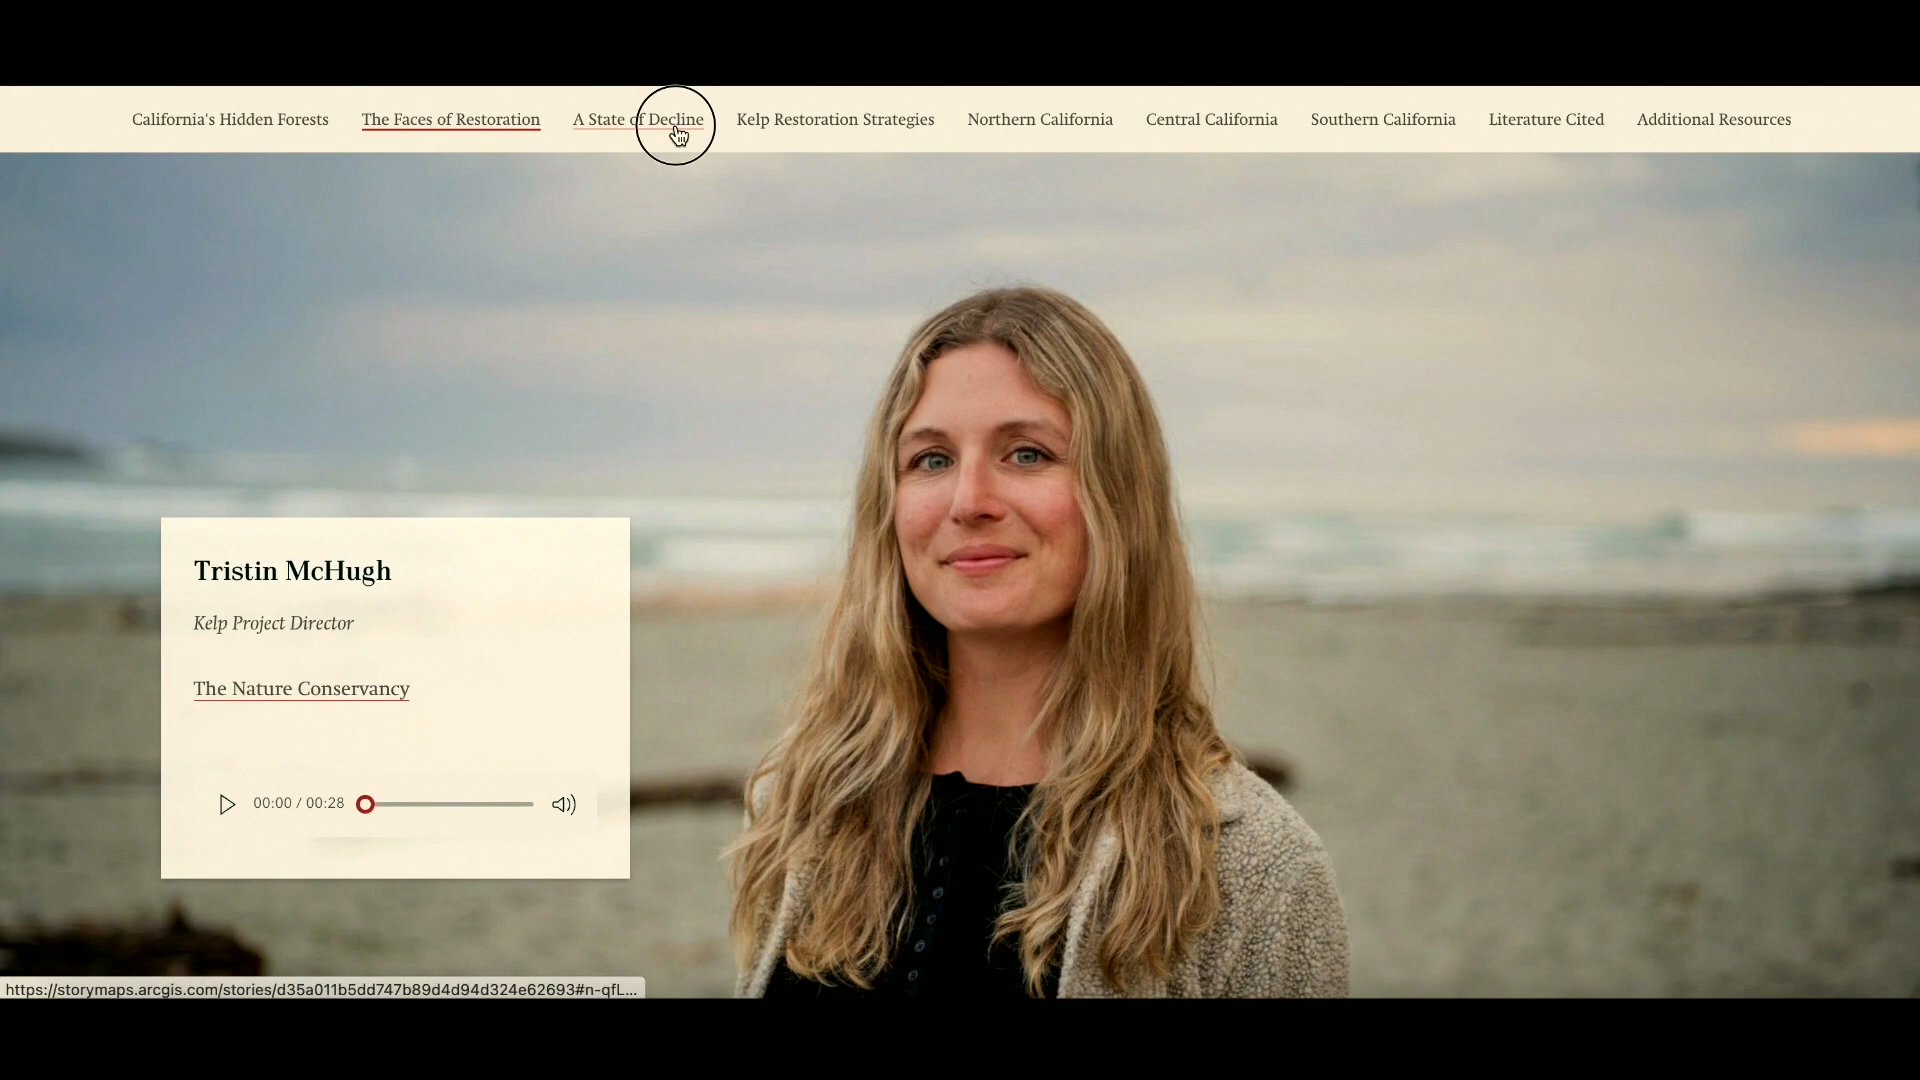 California's Hidden Forests The Faces of Restoration A State of Decline Kelp Restoration Strategies Northern California Central California Southern California Literature Cited Additional Resources
Tristin McHugh
Kelp Project Director
The Nature Conservancy
00:00 / 00:28
https://storymaps.arcgis.com/stories/d35a011b5dd747b89d4d94d324e62693#n-qfL...